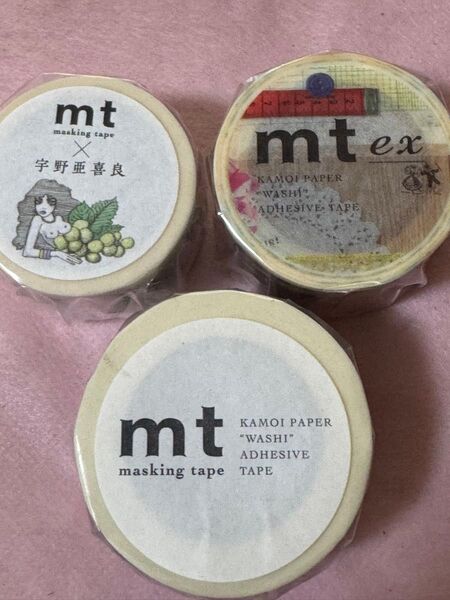 mt
masking tape
×
宇野亜喜良
mt ex
KAMOI PAPER
"WASHI"
ADHESIVE TAPE
mt
masking tape
KAMOI PAPER
"WASHI"
ADHESIVE
TAPE